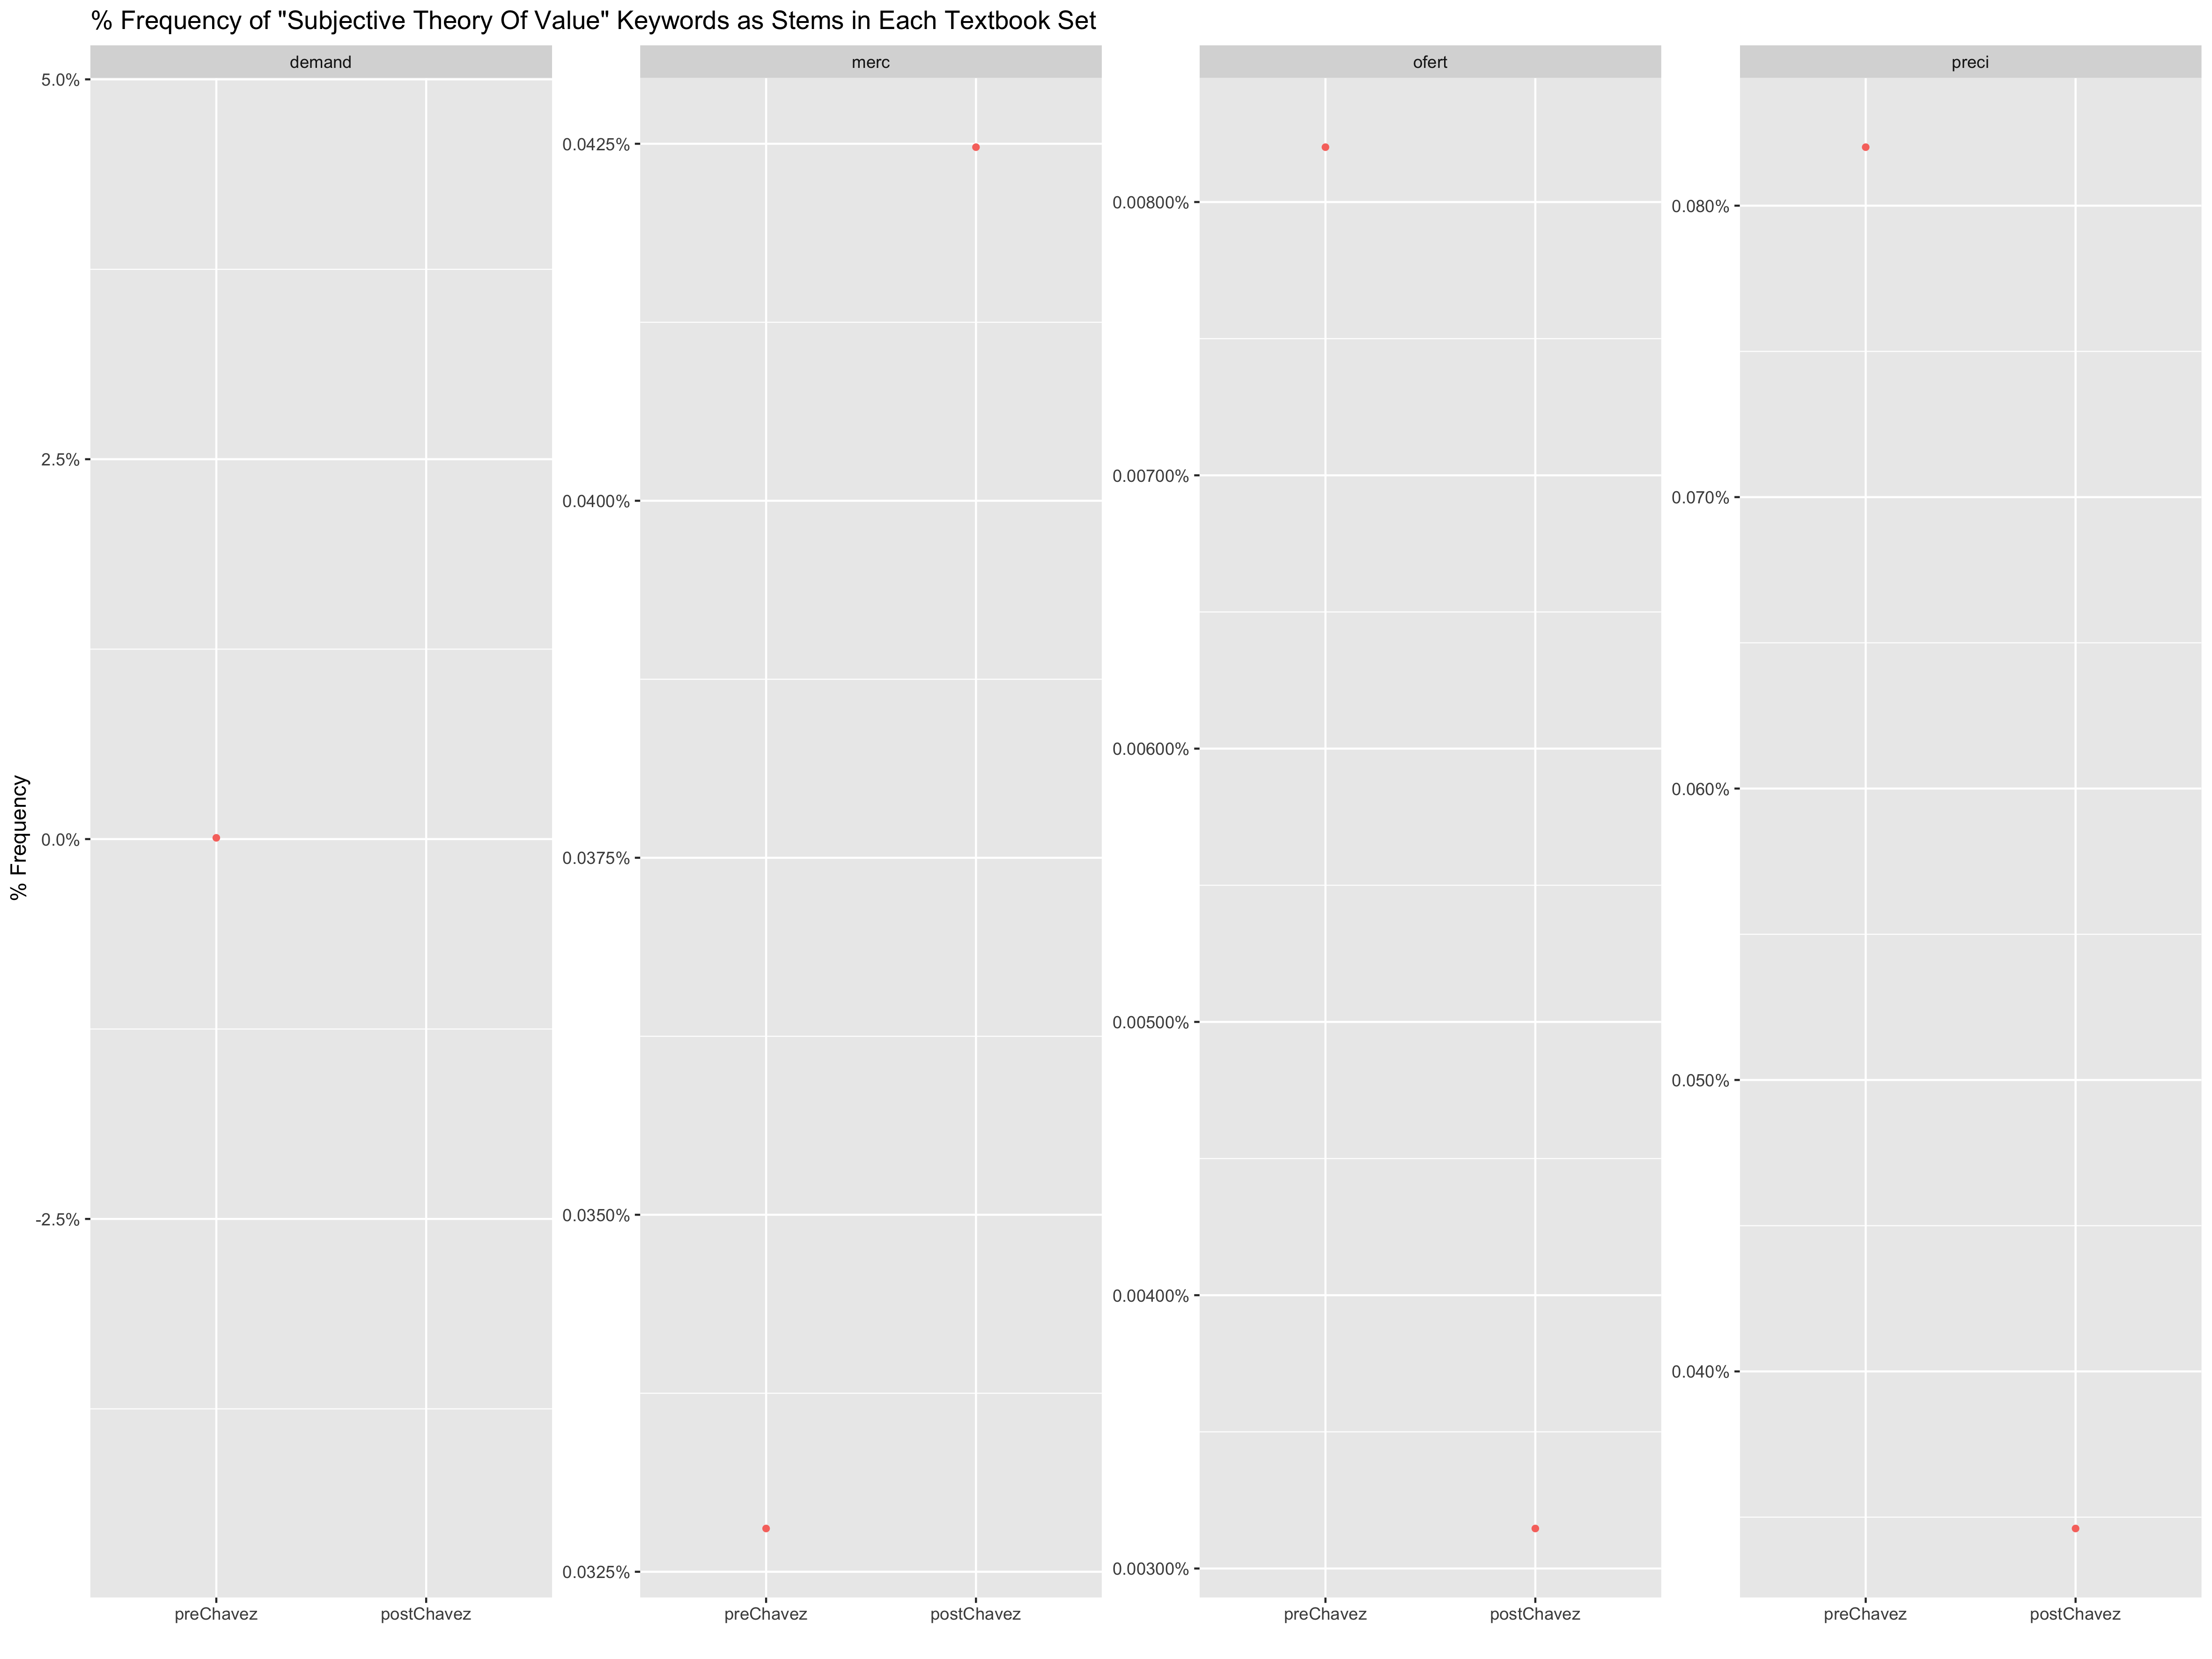 % Frequency of "Subjective Theory Of Value" Keywords as Stems in Each Textbook Set
% Frequency
demand
5.0%
2.5%
0.0%
-2.5%
preChavez postChavez
merc
0.0425%
0.0400%
0.0375%
0.0350%
0.0325%
preChavez postChavez
ofert
0.00800%
0.00700%
0.00600%
0.00500%
0.00400%
0.00300%
preChavez postChavez
preci
0.080%
0.070%
0.060%
0.050%
0.040%
preChavez postChavez